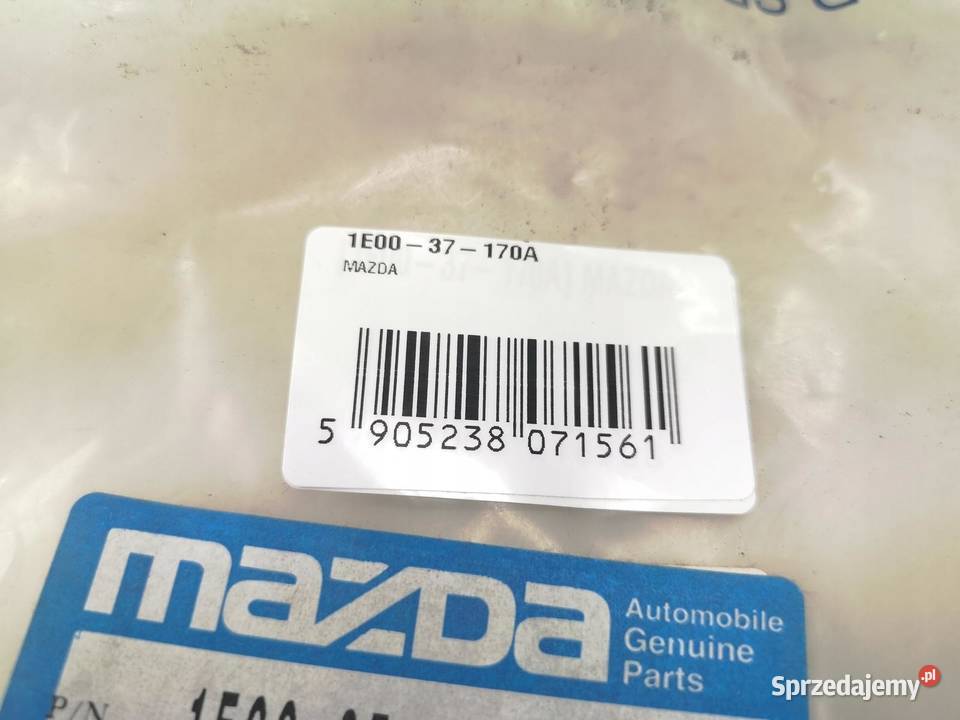 1E00-37-170A
MAZDA
5 905238 071561
mazda
Automobile
Genuine
Parts
P/N
Sprzedajemy.pl